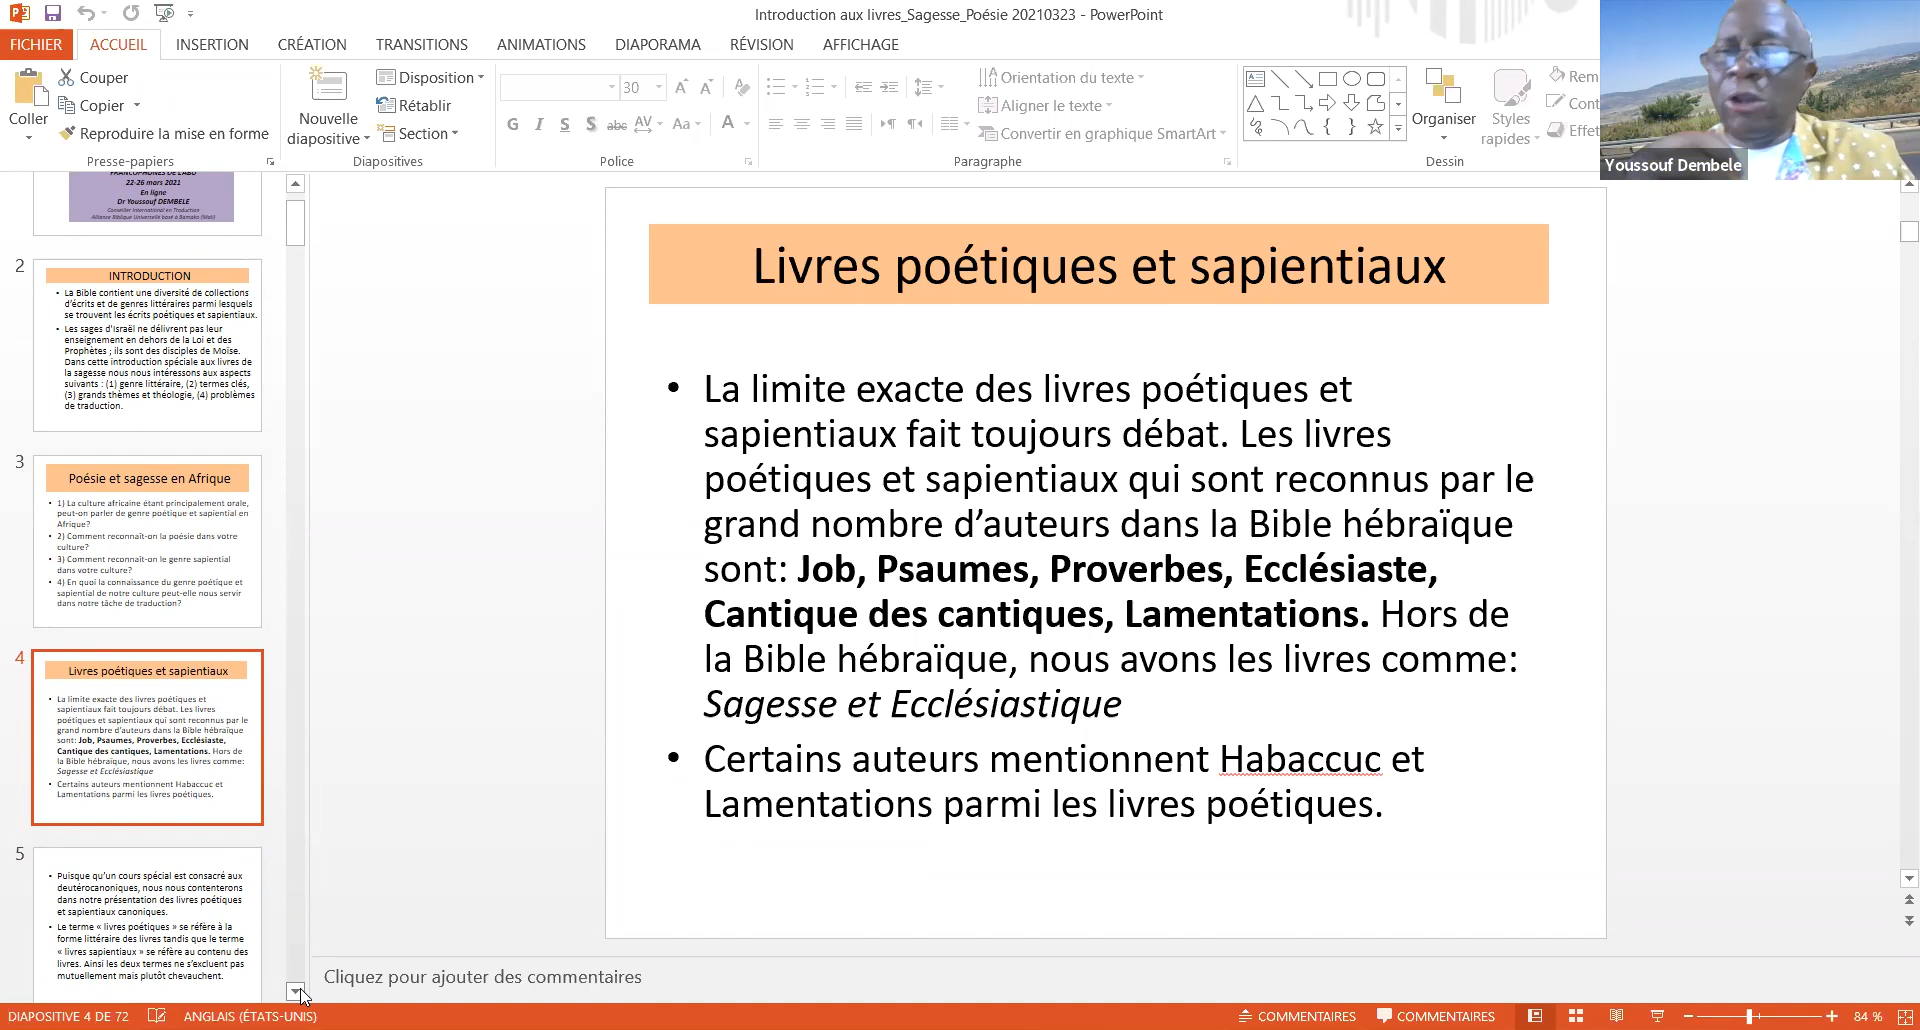 Introduction aux livres_Sagesse_Poésie 20210323 - PowerPoint
FICHIER ACCUEIL INSERTION CRÉATION TRANSITIONS ANIMATIONS DIAPORAMA RÉVISION AFFICHAGE
Coller
Couper
Copier
Reproduire la mise en forme
Presse-papiers
Nouvelle
diapositive
Disposition
Rétablir
Section
Diapositives
30
G I S S abc AV Aa A
Police
Orientation du texte
Aligner le texte
Convertir en graphique SmartArt
Paragraphe
Organiser
Styles
rapides
Rem
Cont
Effet
Dessin
Youssouf Dembele
FRANCOPHONES DE L'ABU
22-26 mars 2021
En ligne
Dr Youssouf DEMBELE
Conseiller International en Traduction
Alliance Biblique Universelle basé à Bamako (Mali)
2
INTRODUCTION
• La Bible contient une diversité de collections
d'écrits et de genres littéraires parmi lesquels
se trouvent les écrits poétiques et sapientiaux.
• Les sages d'Israël ne délivrent pas leur
enseignement en dehors de la Loi et des
Prophètes ; ils sont des disciples de Moïse.
Dans cette introduction spéciale aux livres de
la sagesse nous nous intéressons aux aspects
suivants : (1) genre littéraire, (2) termes clés,
(3) grands thèmes et théologie, (4) problèmes
de traduction.
3
Poésie et sagesse en Afrique
• 1) La culture africaine étant principalement orale,
peut-on parler de genre poétique et sapiential en
Afrique?
• 2) Comment reconnaît-on la poésie dans votre
culture?
• 3) Comment reconnaît-on le genre sapiential
dans votre culture?
• 4) En quoi la connaissance du genre poétique et
sapiential de notre culture peut-elle nous servir
dans notre tâche de traduction?
4
Livres poétiques et sapientiaux
• La limite exacte des livres poétiques et
sapientiaux fait toujours débat. Les livres
poétiques et sapientiaux qui sont reconnus par le
grand nombre d'auteurs dans la Bible hébraïque
sont: Job, Psaumes, Proverbes, Ecclésiaste,
Cantique des cantiques, Lamentations. Hors de
la Bible hébraïque, nous avons les livres comme:
Sagesse et Ecclésiastique
• Certains auteurs mentionnent Habaccuc et
Lamentations parmi les livres poétiques.
5
• Puisque qu'un cours spécial est consacré aux
deutérocanoniques, nous nous contenterons
dans notre présentation des livres poétiques
et sapientiaux canoniques.
• Le terme « livres poétiques » se réfère à la
forme littéraire des livres tandis que le terme
« livres sapientiaux » se réfère au contenu des
livres. Ainsi les deux termes ne s'excluent pas
mutuellement mais plutôt chevauchent.
Livres poétiques et sapientiaux
• La limite exacte des livres poétiques et
sapientiaux fait toujours débat. Les livres
poétiques et sapientiaux qui sont reconnus par le
grand nombre d'auteurs dans la Bible hébraïque
sont: Job, Psaumes, Proverbes, Ecclésiaste,
Cantique des cantiques, Lamentations. Hors de
la Bible hébraïque, nous avons les livres comme:
Sagesse et Ecclésiastique
• Certains auteurs mentionnent Habaccuc et
Lamentations parmi les livres poétiques.
Cliquez pour ajouter des commentaires
DIAPOSITIVE 4 DE 72 ANGLAIS (ÉTATS-UNIS) COMMENTAIRES COMMENTAIRES 84 %